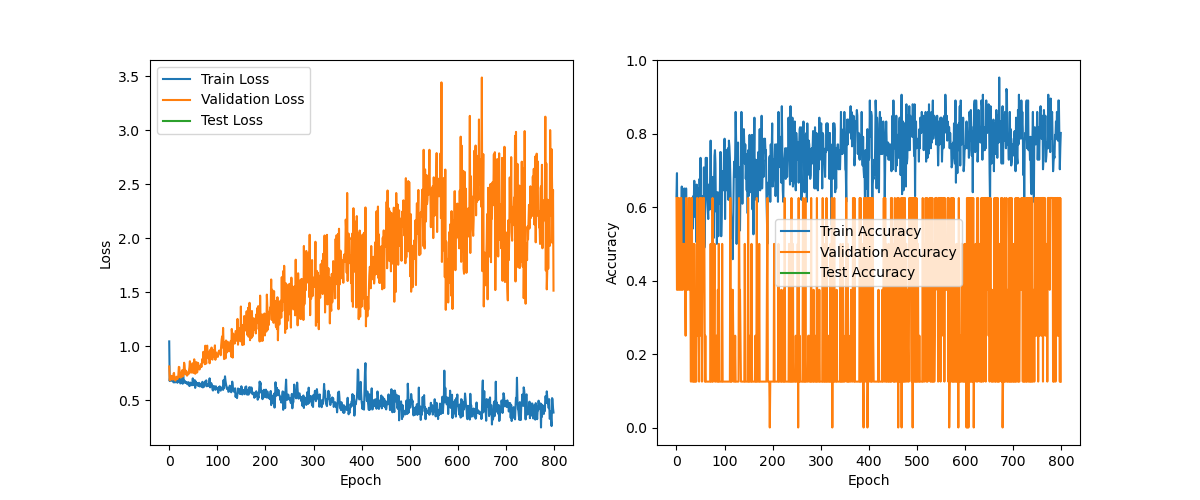 Train Loss
Validation Loss
Test Loss
3.5
3.0
2.5
2.0
1.5
1.0
0.5
Loss
0 100 200 300 400 500 600 700 800
Epoch
1.0
0.8
0.6
0.4
0.2
0.0
Accuracy
Train Accuracy
Validation Accuracy
Test Accuracy
0 100 200 300 400 500 600 700 800
Epoch